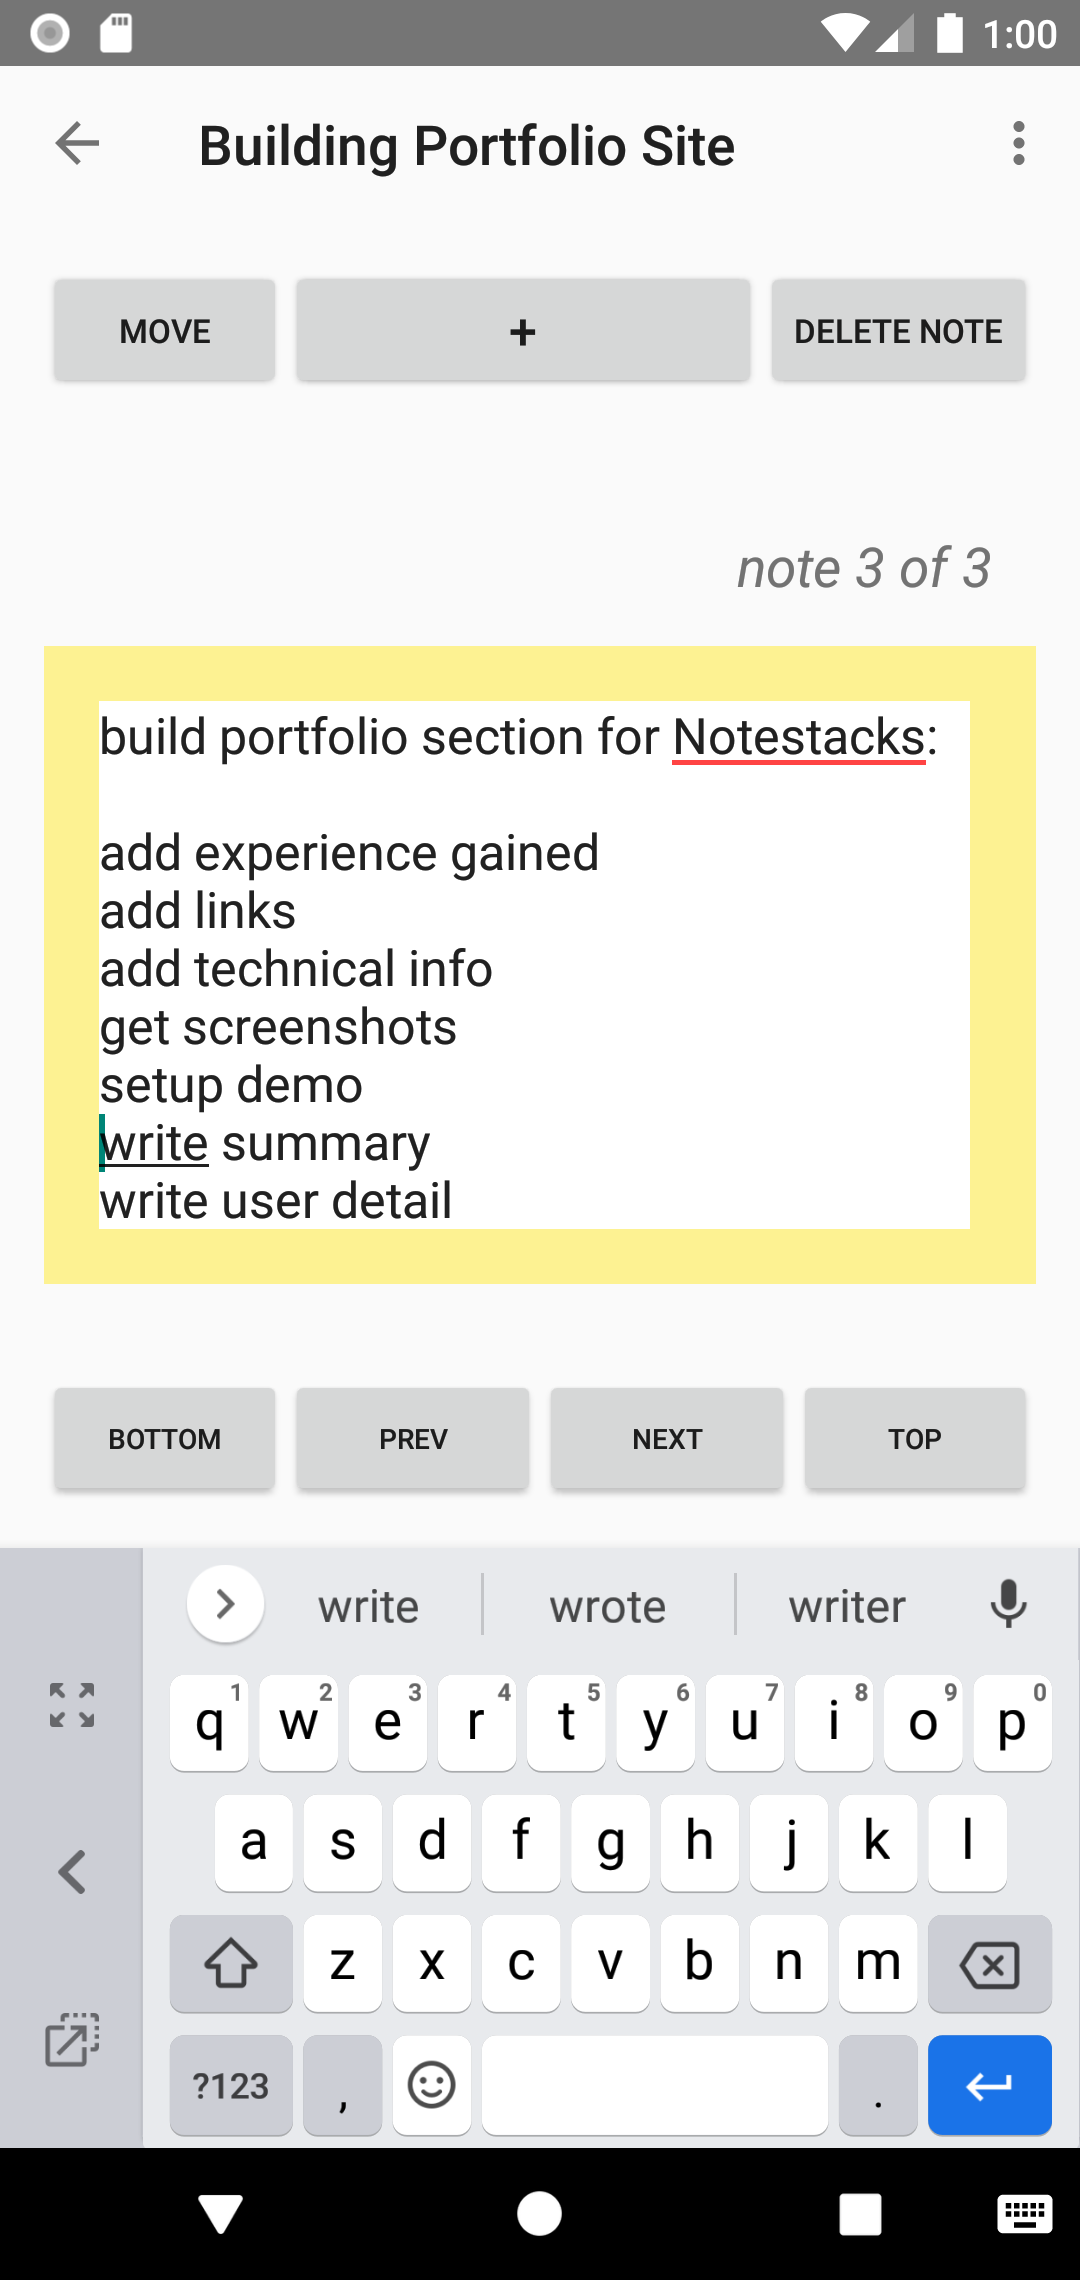 1:00
Building Portfolio Site
MOVE + DELETE NOTE
note 3 of 3
build portfolio section for Notestacks:
add experience gained
add links
add technical info
get screenshots
setup demo
write summary
write user detail
BOTTOM PREV NEXT TOP
write wrote writer
q 1 w 2 e 3 r 4 t 5 y 6 u 7 i 8 o 9 p 0
a s d f g h j k l
z x c v b n m
?123 , .